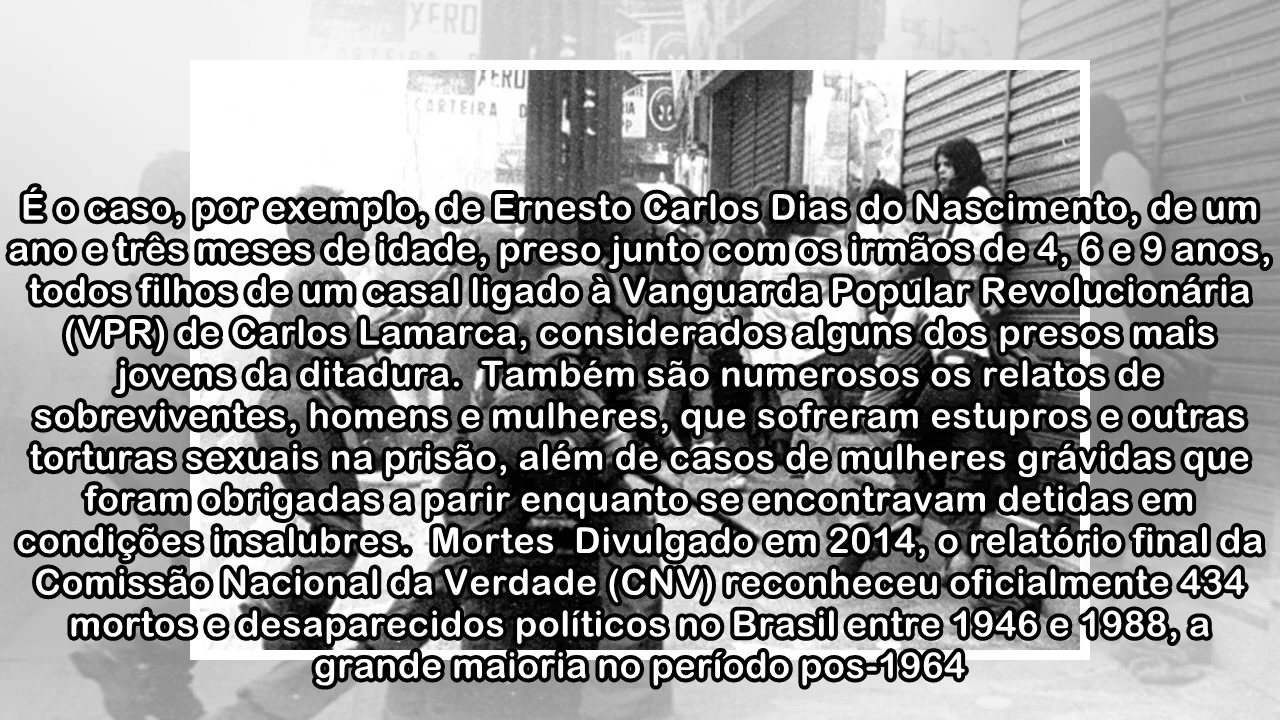 XERO
CARTEIRA D
XERO
CARTEIRA D
É o caso, por exemplo, de Ernesto Carlos Dias do Nascimento, de um
ano e três meses de idade, preso junto com os irmãos de 4, 6 e 9 anos,
todos filhos de um casal ligado à Vanguarda Popular Revolucionária
(VPR) de Carlos Lamarca, considerados alguns dos presos mais
jovens da ditadura.  Também são numerosos os relatos de
sobreviventes, homens e mulheres, que sofreram estupros e outras
torturas sexuais na prisão, além de casos de mulheres grávidas que
foram obrigadas a parir enquanto se encontravam detidas em
condições insalubres.  Mortes  Divulgado em 2014, o relatório final da
Comissão Nacional da Verdade (CNV) reconheceu oficialmente 434
mortos e desaparecidos políticos no Brasil entre 1946 e 1988, a
grande maioria no período pos-1964